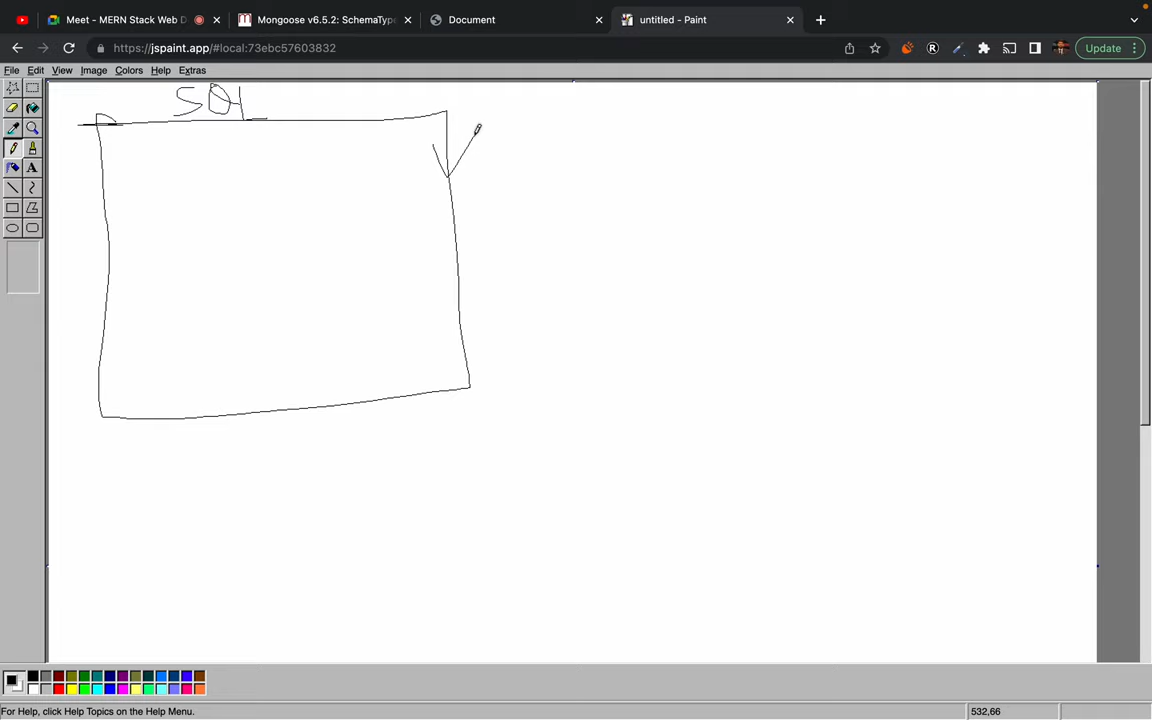 Meet - MERN Stack Web D
Mongoose v6.5.2: SchemaType
Document
untitled - Paint
https://jspaint.app/#local:73ebc57603832
Update
File Edit View Image Colors Help Extras
SQL
For Help, click Help Topics on the Help Menu.
532,66